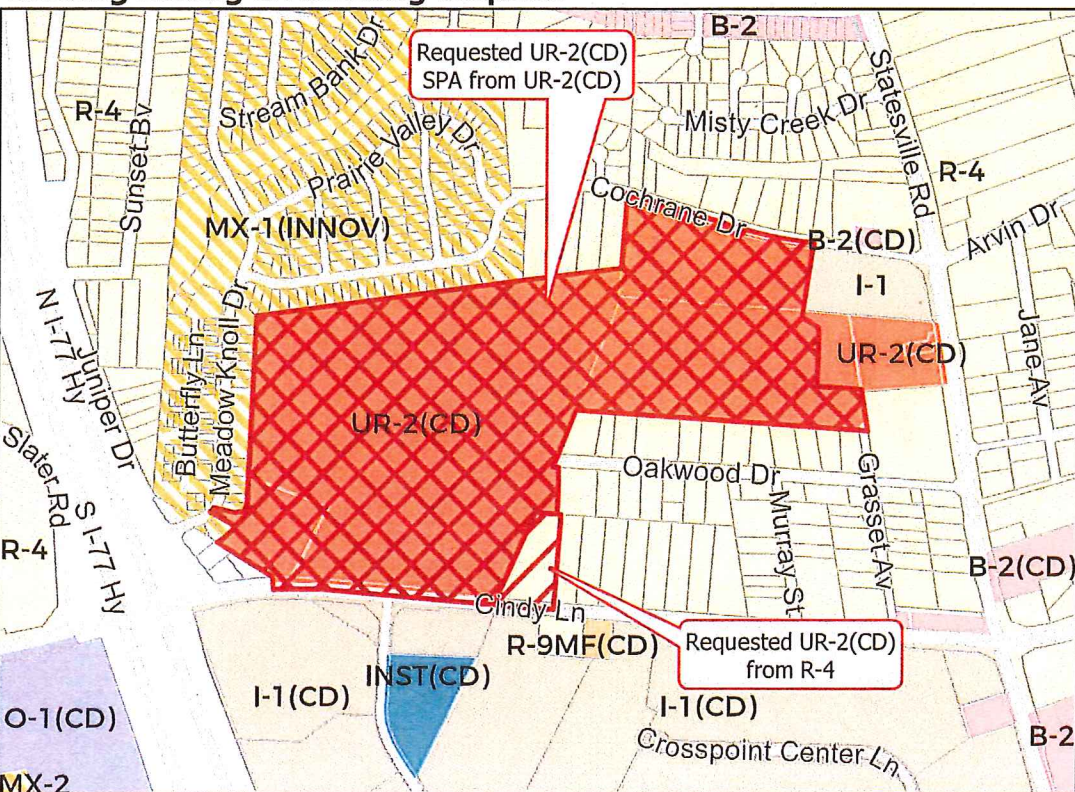 B-2
Requested UR-2(CD)
SPA from UR-2(CD)
R-4
Stream Bank Dr
Sunset Bv
Prairie Valley Dr
Misty Creek Dr
Statesville Rd
R-4
Cochrane Dr
MX-1(INNOV)
B-2(CD)
Arvin Dr
I-1
N I-77 Hy
Juniper Dr
Butterfly Ln
Meadow Knoll Dr
UR-2(CD)
Jane Av
UR-2(CD)
Slater Rd
S I-77 Hy
Oakwood Dr
Murray St
Grasset Av
R-4
B-2(CD)
Cindy Ln
R-9MF(CD)
Requested UR-2(CD)
from R-4
INST(CD)
I-1(CD)
I-1(CD)
O-1(CD)
Crosspoint Center Ln
B-2
MX-2